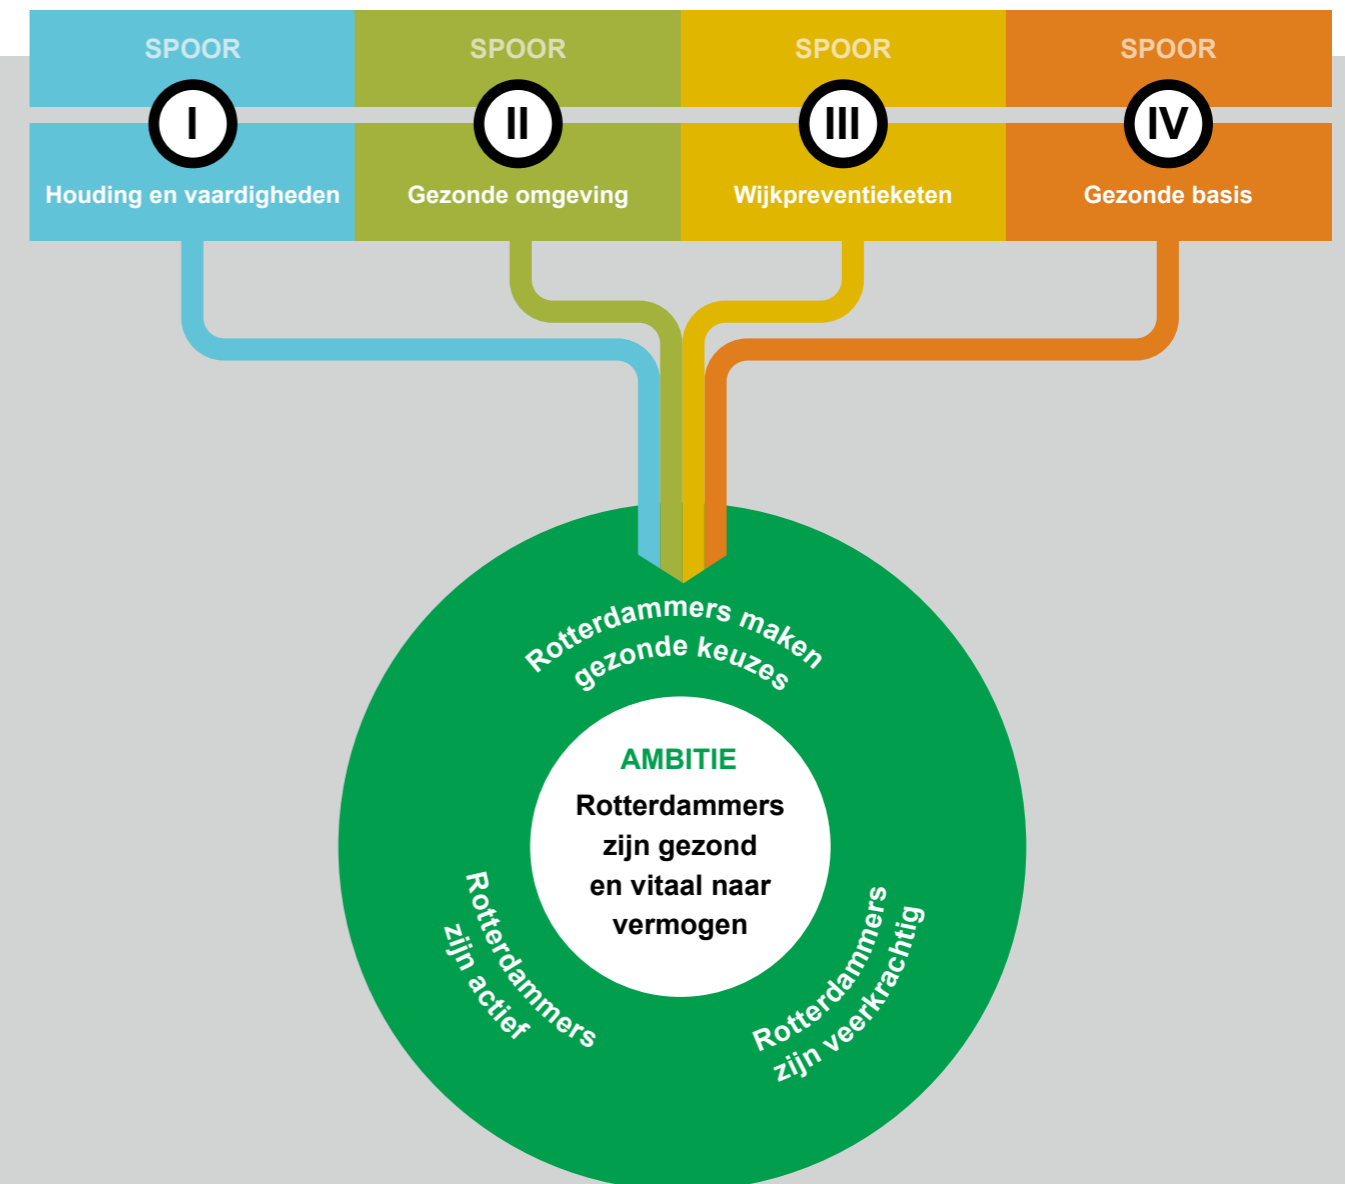 SPOOR
I
Houding en vaardigheden
SPOOR
II
Gezonde omgeving
SPOOR
III
Wijkpreventieketen
SPOOR
IV
Gezonde basis
Rotterdammers maken
gezonde keuzes
AMBITIE
Rotterdammers
zijn gezond
en vitaal naar
vermogen
Rotterdammers
zijn actief
Rotterdammers
zijn veerkrachtig